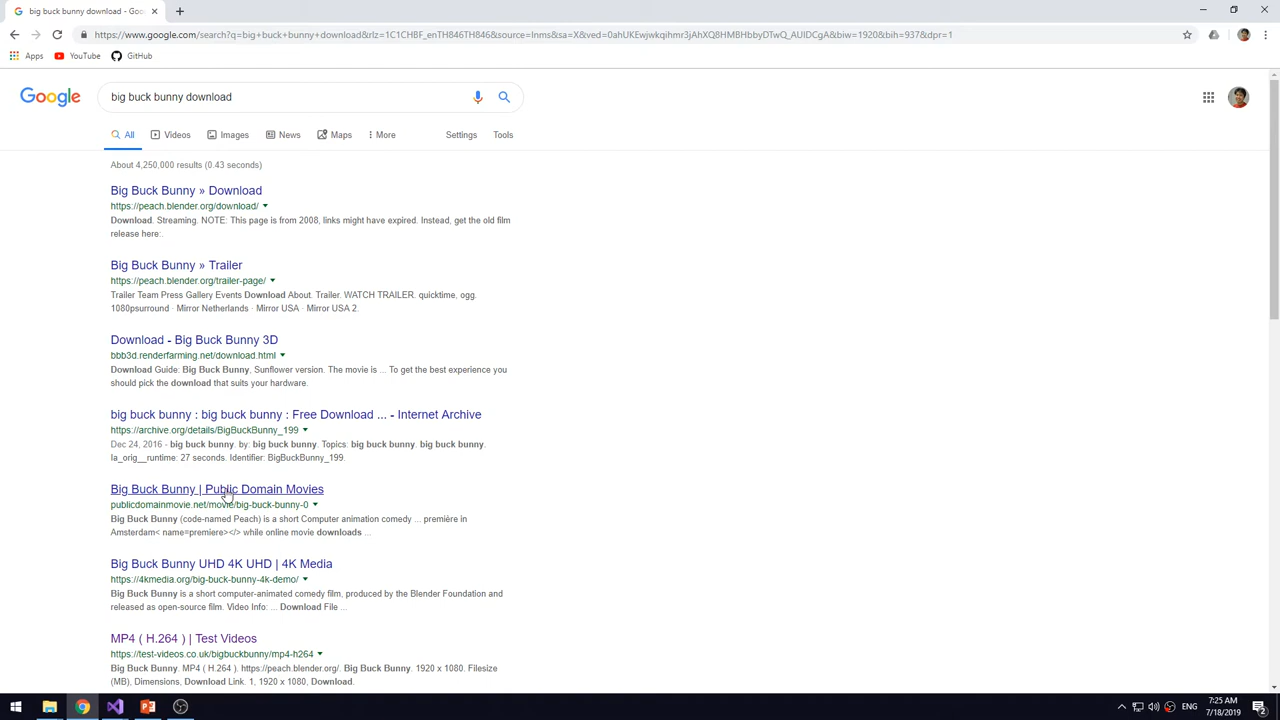 big buck bunny download - Goo
https://www.google.com/search?q=big+buck+bunny+download&rlz=1C1CHBF_enTH846TH846&source=lnms&sa=X&ved=0ahUKEwjwkqihmr3jAhXQ8HMBHbbyDTwQ_AUIDCgA&biw=1920&bih=937&dpr=1
Apps YouTube GitHub
Google big buck bunny download
All Videos Images News Maps More Settings Tools
About 4,250,000 results (0.43 seconds)
Big Buck Bunny » Download
https://peach.blender.org/download/
Download. Streaming. NOTE: This page is from 2008, links might have expired. Instead, get the old film
release here:.
Big Buck Bunny » Trailer
https://peach.blender.org/trailer-page/
Trailer Team Press Gallery Events Download About. Trailer. WATCH TRAILER. quicktime, ogg.
1080psurround · Mirror Netherlands · Mirror USA · Mirror USA 2.
Download - Big Buck Bunny 3D
bbb3d.renderfarming.net/download.html
Download Guide: Big Buck Bunny, Sunflower version. The movie is ... To get the best experience you
should pick the download that suits your hardware.
big buck bunny : big buck bunny : Free Download ... - Internet Archive
https://archive.org/details/BigBuckBunny_199
Dec 24, 2016 - big buck bunny. by: big buck bunny. Topics: big buck bunny. big buck bunny.
Ia_orig__runtime: 27 seconds. Identifier: BigBuckBunny_199.
Big Buck Bunny | Public Domain Movies
publicdomainmovie.net/movie/big-buck-bunny-0
Big Buck Bunny (code-named Peach) is a short Computer animation comedy ... première in
Amsterdam< name=premiere></> while online movie downloads ...
Big Buck Bunny UHD 4K UHD | 4K Media
https://4kmedia.org/big-buck-bunny-4k-demo/
Big Buck Bunny is a short computer-animated comedy film, produced by the Blender Foundation and
released as open-source film. Video Info: ... Download File ...
MP4 ( H.264 ) | Test Videos
https://test-videos.co.uk/bigbuckbunny/mp4-h264
Big Buck Bunny. MP4 ( H.264 ). https://peach.blender.org/. Big Buck Bunny. 1920 x 1080. Filesize
(MB), Dimensions, Download Link. 1, 1920 x 1080, Download.
ENG 7:25 AM
7/18/2019 2